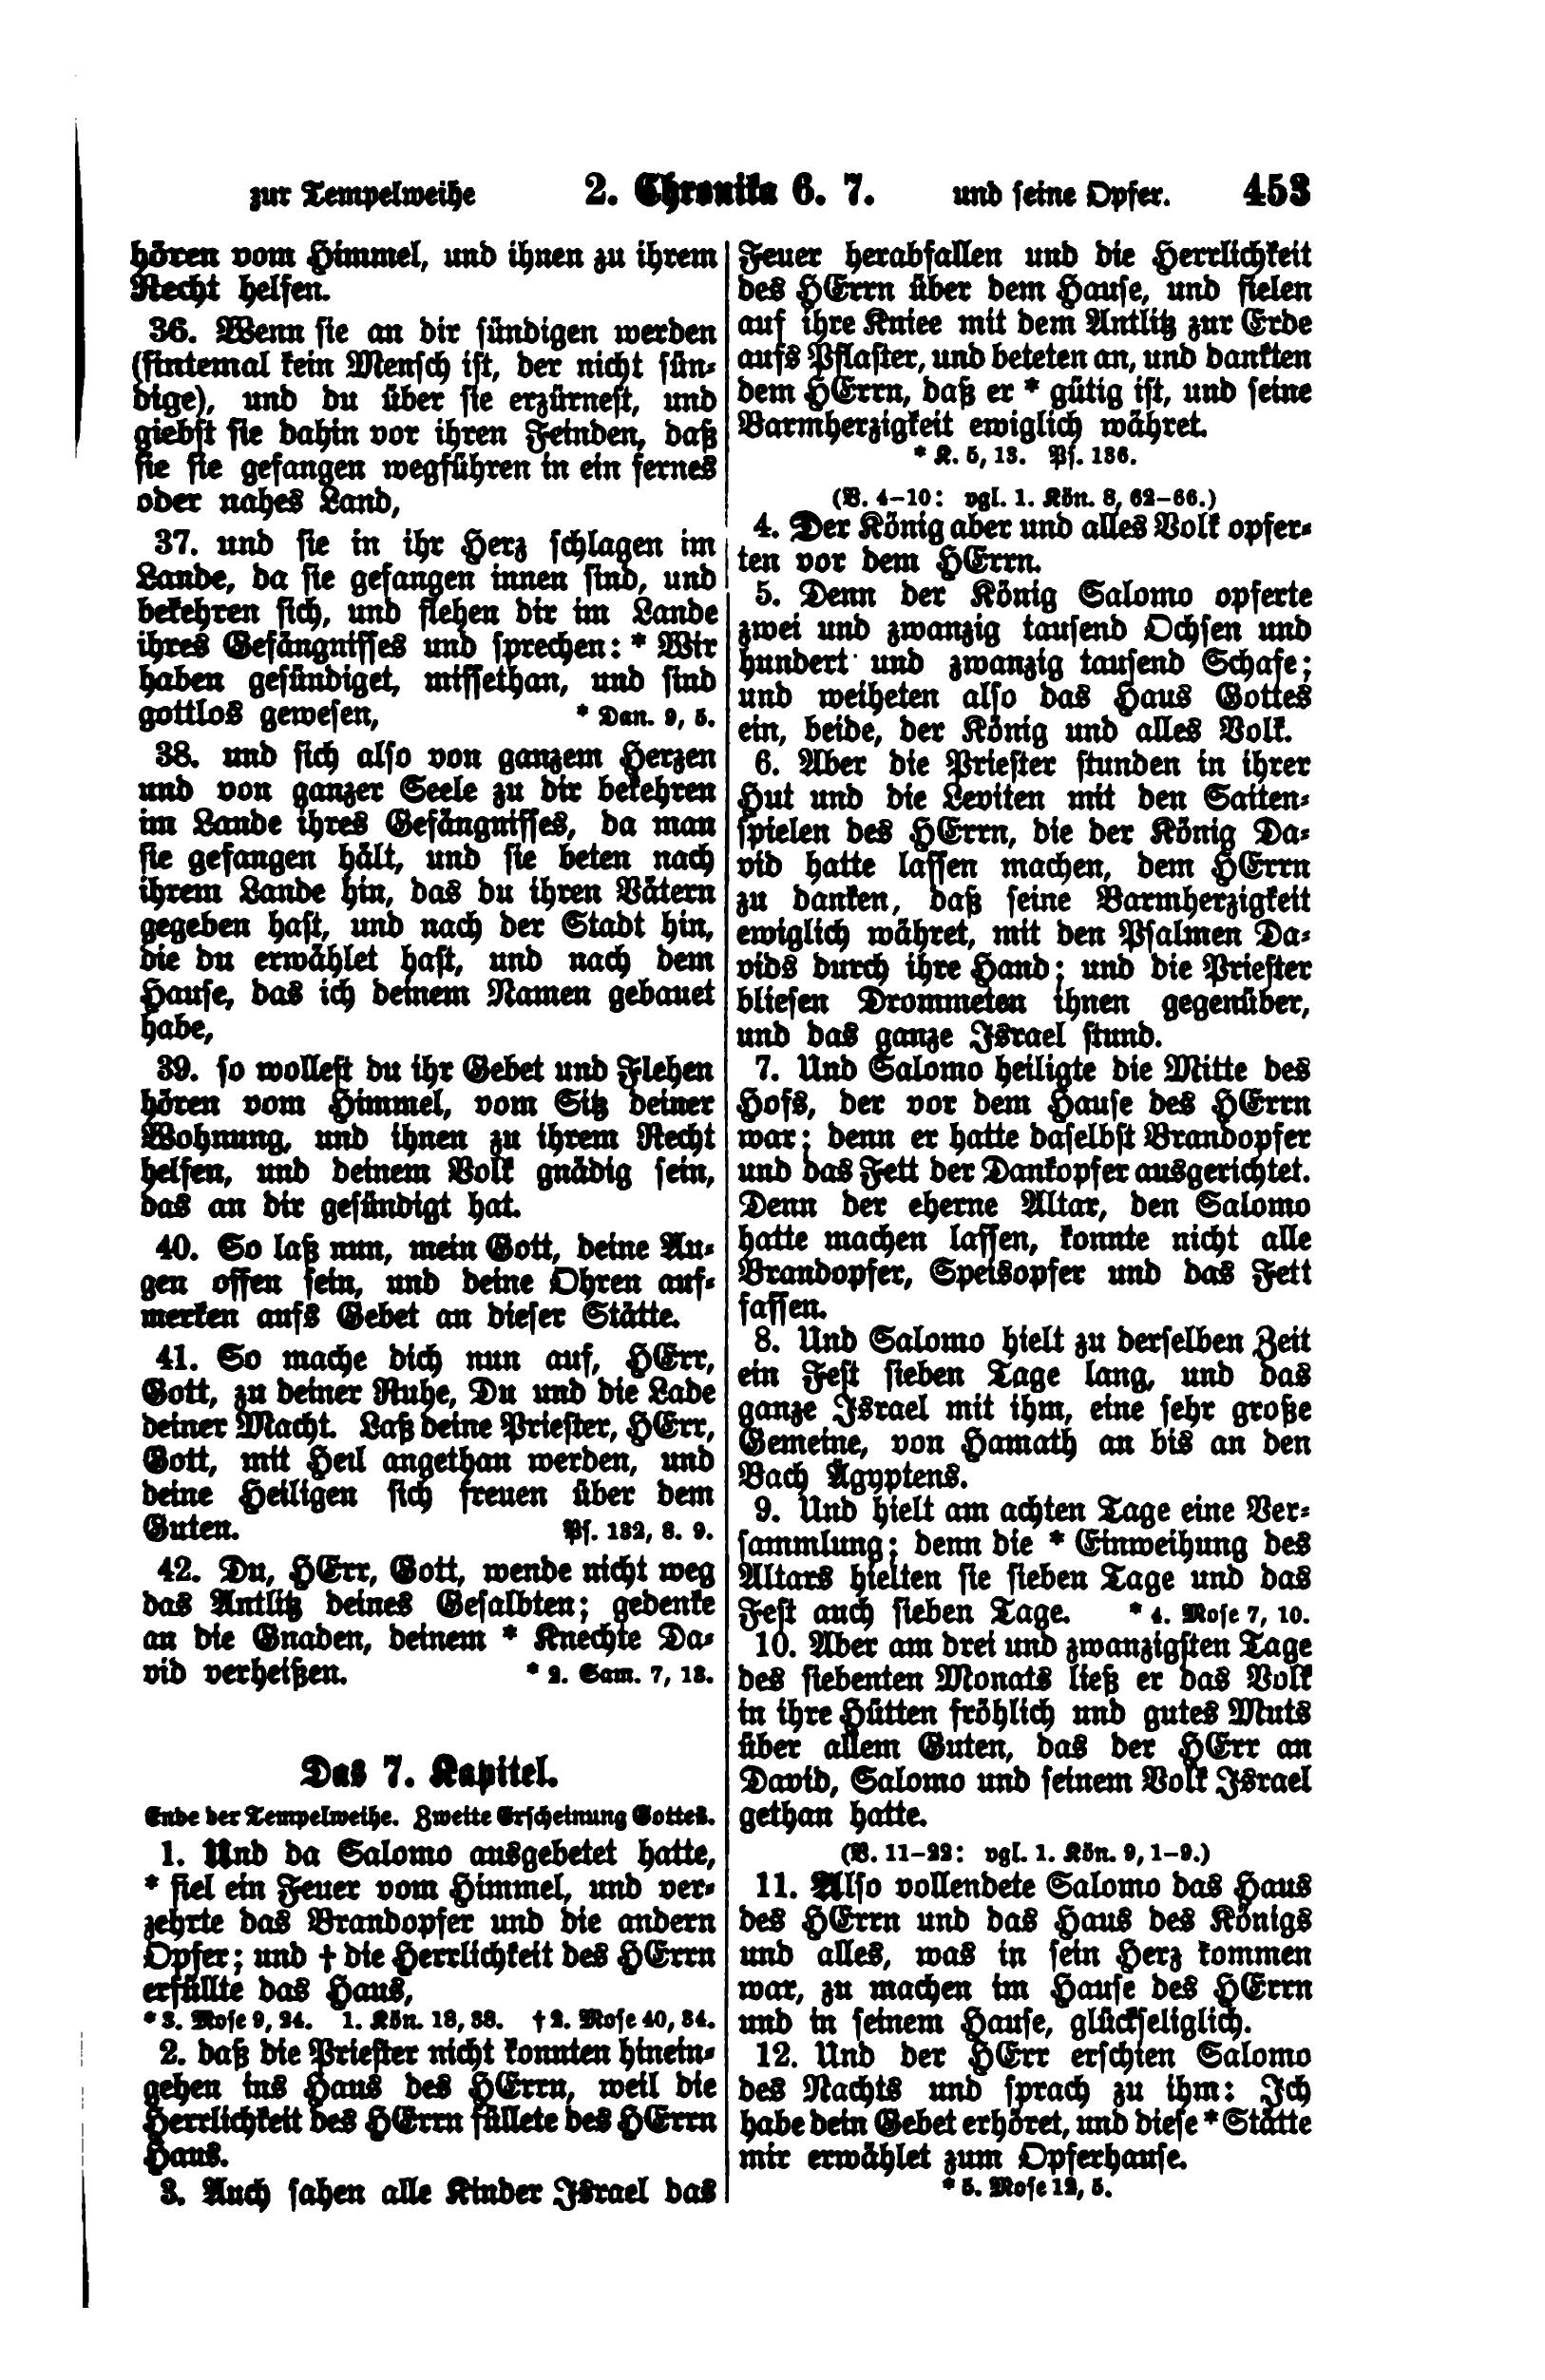 zur Tempelweihe 2. Chronika 6. 7. und seine Opfer. 453
hören vom Himmel, und ihnen zu ihrem
Recht helfen.
36. Wenn sie an dir sündigen werden
(sintemal kein Mensch ist, der nicht sün-
dige), und du über sie erzürnest, und
giebst sie dahin vor ihren Feinden, daß
sie sie gefangen wegführen in ein fernes
oder nahes Land,
37. und sie in ihr Herz schlagen im
Lande, da sie gefangen innen sind, und
bekehren sich, und flehen dir im Lande
ihres Gefängnisses und sprechen: * Wir
haben gesündiget, missethan, und sind
gottlos gewesen, * Dan. 9, 5.
38. und sich also von ganzem Herzen
und von ganzer Seele zu dir bekehren
im Lande ihres Gefängnisses, da man
sie gefangen hält, und sie beten nach
ihrem Lande hin, das du ihren Vätern
gegeben hast, und nach der Stadt hin,
die du erwählet hast, und nach dem
Hause, das ich deinem Namen gebauet
habe,
39. so wollest du ihr Gebet und Flehen
hören vom Himmel, vom Sitz deiner
Wohnung, und ihnen zu ihrem Recht
helfen, und deinem Volk gnädig sein,
das an dir gesündigt hat.
40. So laß nun, mein Gott, deine Au-
gen offen sein, und deine Ohren auf-
merken aufs Gebet an dieser Stätte.
41. So mache dich nun auf, HErr,
Gott, zu deiner Ruhe, Du und die Lade
deiner Macht. Laß deine Priester, HErr,
Gott, mit Heil angethan werden, und
deine Heiligen sich freuen über dem
Guten. Ps. 132, 8. 9.
42. Du, HErr, Gott, wende nicht weg
das Antlitz deines Gesalbten; gedenke
an die Gnaden, deinem * Knechte Da-
vid verheißen. * 2. Sam. 7, 13.
Das 7. Kapitel.
Ende der Tempelweihe. Zweite Erscheinung Gottes.
1. Und da Salomo ausgebetet hatte,
* fiel ein Feuer vom Himmel, und ver-
zehrte das Brandopfer und die andern
Opfer; und † die Herrlichkeit des HErrn
erfüllte das Haus,
* 3. Mose 9, 24. 1. Kön. 18, 38. † 2. Mose 40, 34.
2. daß die Priester nicht konnten hinein-
gehen ins Haus des HErrn, weil die
Herrlichkeit des HErrn füllete des HErrn
Haus.
3. Auch sahen alle Kinder Israel das
Feuer herabfallen und die Herrlichkeit
des HErrn über dem Hause, und fielen
auf ihre Kniee mit dem Antlitz zur Erde
aufs Pflaster, und beteten an, und dankten
dem HErrn, daß er * gütig ist, und seine
Barmherzigkeit ewiglich währet.
* K. 5, 13. Ps. 136.
(V. 4–10: vgl. 1. Kön. 8, 62–66.)
4. Der König aber und alles Volk opfer-
ten vor dem HErrn.
5. Denn der König Salomo opferte
zwei und zwanzig tausend Ochsen und
hundert und zwanzig tausend Schafe;
und weiheten also das Haus Gottes
ein, beide, der König und alles Volk.
6. Aber die Priester stunden in ihrer
Hut und die Leviten mit den Saiten-
spielen des HErrn, die der König Da-
vid hatte lassen machen, dem HErrn
zu danken, daß seine Barmherzigkeit
ewiglich währet, mit den Psalmen Da-
vids durch ihre Hand; und die Priester
bliesen Drommeten ihnen gegenüber,
und das ganze Israel stund.
7. Und Salomo heiligte die Mitte des
Hofs, der vor dem Hause des HErrn
war; denn er hatte daselbst Brandopfer
und das Fett der Dankopfer ausgerichtet.
Denn der eherne Altar, den Salomo
hatte machen lassen, konnte nicht alle
Brandopfer, Speisopfer und das Fett
fassen.
8. Und Salomo hielt zu derselben Zeit
ein Fest sieben Tage lang, und das
ganze Israel mit ihm, eine sehr große
Gemeine, von Hamath an bis an den
Bach Ägyptens.
9. Und hielt am achten Tage eine Ver-
sammlung; denn die * Einweihung des
Altars hielten sie sieben Tage und das
Fest auch sieben Tage. * 4. Mose 7, 10.
10. Aber am drei und zwanzigsten Tage
des siebenten Monats ließ er das Volk
in ihre Hütten fröhlich und gutes Muts
über allem Guten, das der HErr an
David, Salomo und seinem Volk Israel
gethan hatte.
(V. 11–22: vgl. 1. Kön. 9, 1–9.)
11. Also vollendete Salomo das Haus
des HErrn und das Haus des Königs
und alles, was in sein Herz kommen
war, zu machen im Hause des HErrn
und in seinem Hause, glückseliglich.
12. Und der HErr erschien Salomo
des Nachts und sprach zu ihm: Ich
habe dein Gebet erhöret, und diese * Stätte
mir erwählet zum Opferhause.
* 5. Mose 12, 5.